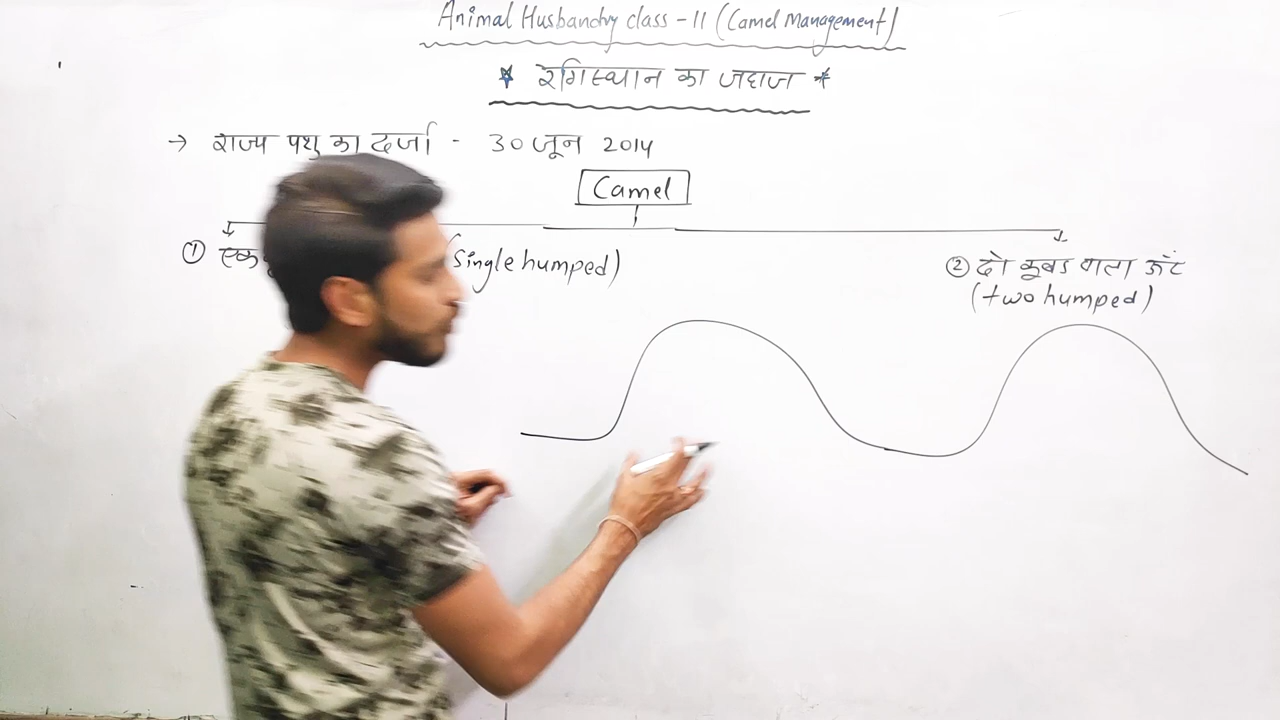 Animal Husbandry class - 11 (Camel Management)
* रेगिस्थान का जहाज *
→ राज्य पशु का दर्जा - 30 जून 2014
Camel
① एक (Single humped)
② दो कूबड वाला ऊँट
(two humped)